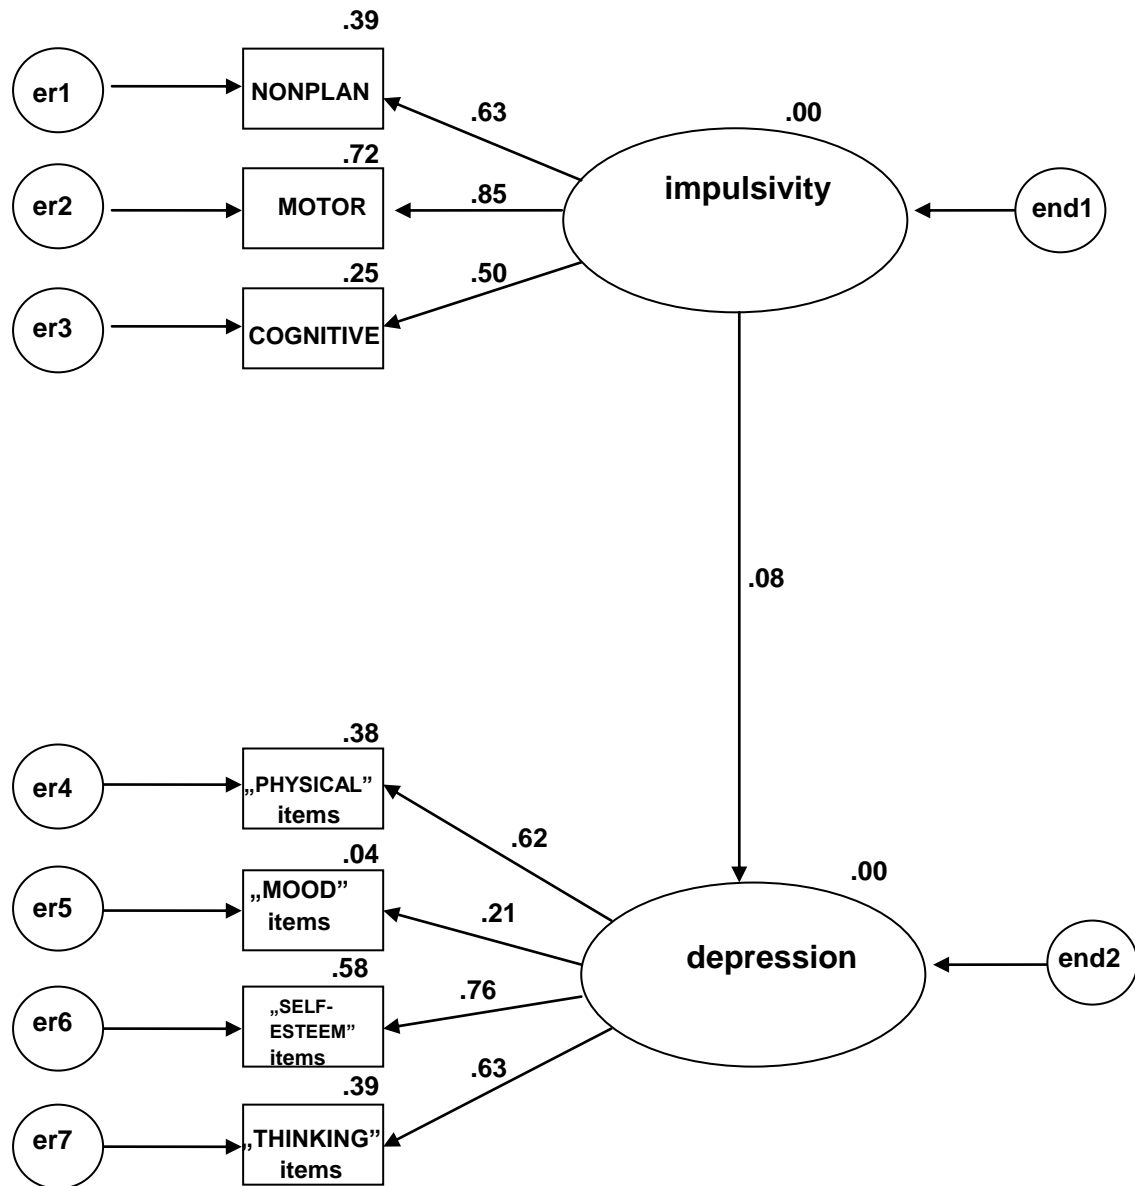 .39
er1
NONPLAN
.63
.00
impulsivity
end1
.72
er2
MOTOR
.85
.25
er3
COGNITIVE
.50
.08
.38
er4
„PHYSICAL”
items
.62
.04
er5
„MOOD”
items
.21
.00
depression
end2
.58
er6
„SELF-
ESTEEM”
items
.76
.39
er7
„THINKING”
items
.63